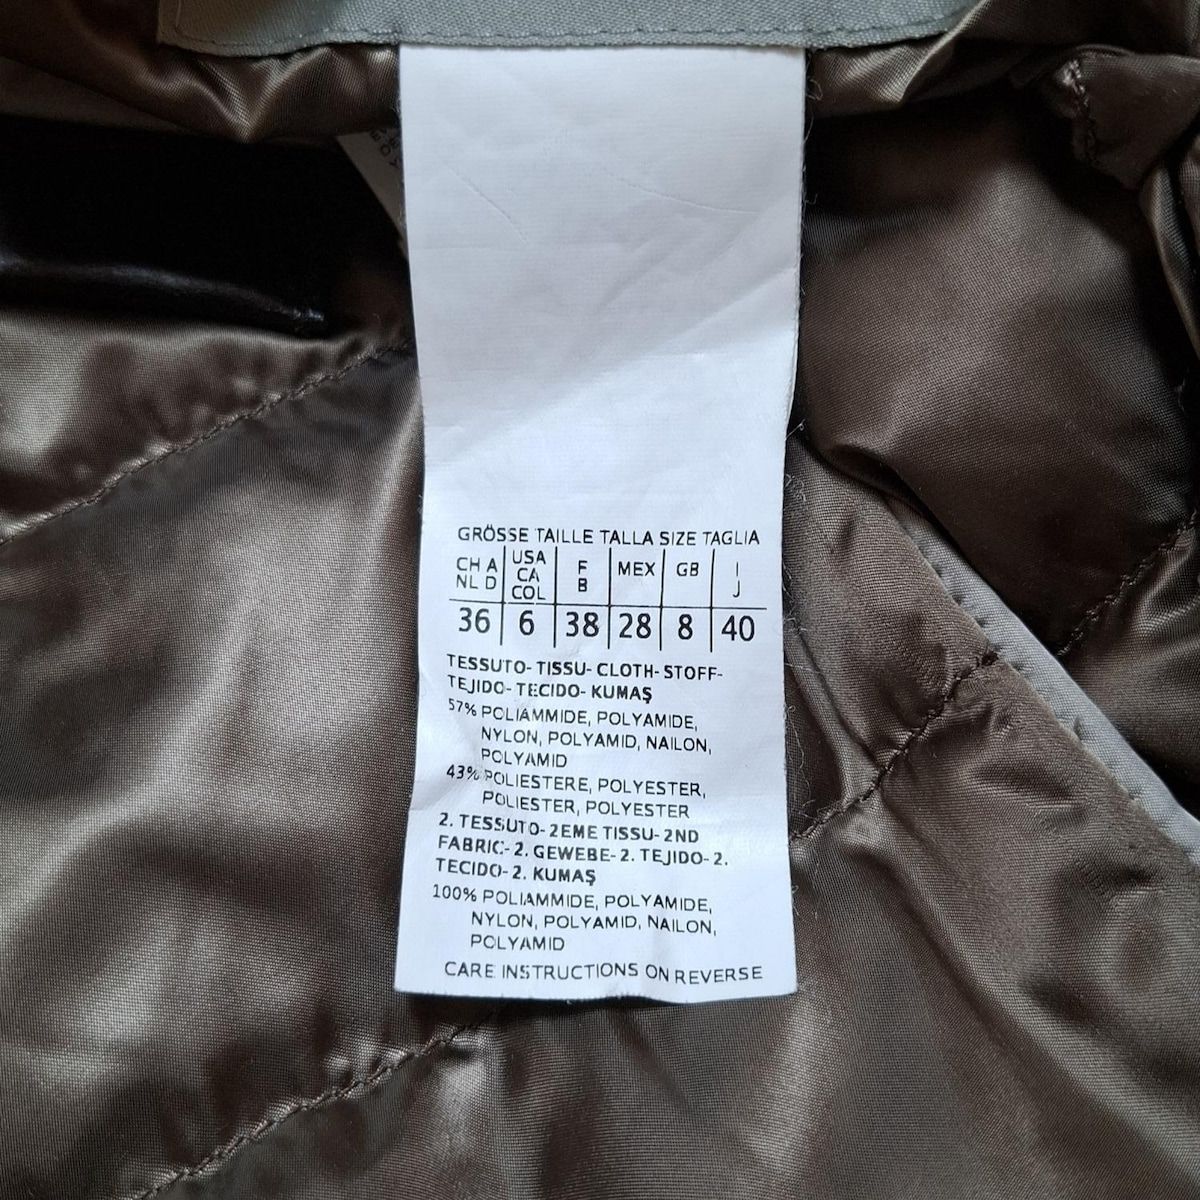 GRÖSSE TAILLE TALLA SIZE TAGLIA
CH A NL D | USA CA COL | F B | MEX | GB | I J
36 | 6 | 38 | 28 | 8 | 40
TESSUTO- TISSU- CLOTH- STOFF-
TEJIDO- TECIDO- KUMAŞ
57% POLIAMMIDE, POLYAMIDE,
NYLON, POLYAMID, NAILON,
POLYAMID
43% POLIESTERE, POLYESTER,
POLIESTER, POLYESTER
2. TESSUTO- 2EME TISSU- 2ND
FABRIC- 2. GEWEBE- 2. TEJIDO- 2.
TECIDO- 2. KUMAŞ
100% POLIAMMIDE, POLYAMIDE,
NYLON, POLYAMID, NAILON,
POLYAMID
CARE INSTRUCTIONS ON REVERSE